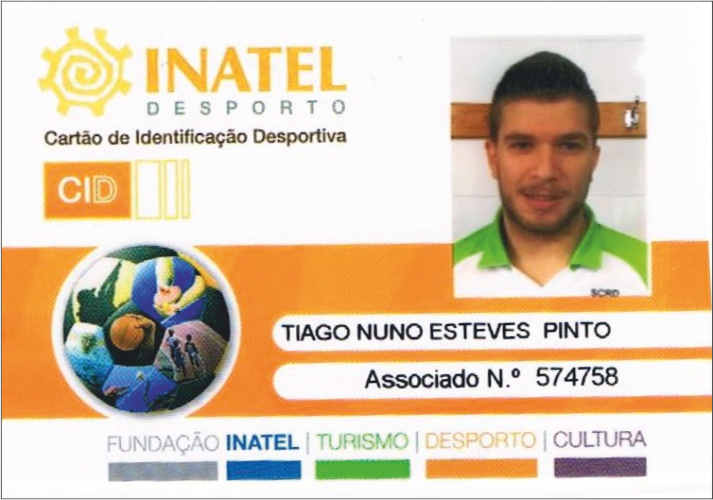 INATEL
DESPORTO
Cartão de Identificação Desportiva
CID
SCRD
TIAGO NUNO ESTEVES PINTO
Associado N.º 574758
FUNDAÇÃO INATEL | TURISMO | DESPORTO | CULTURA